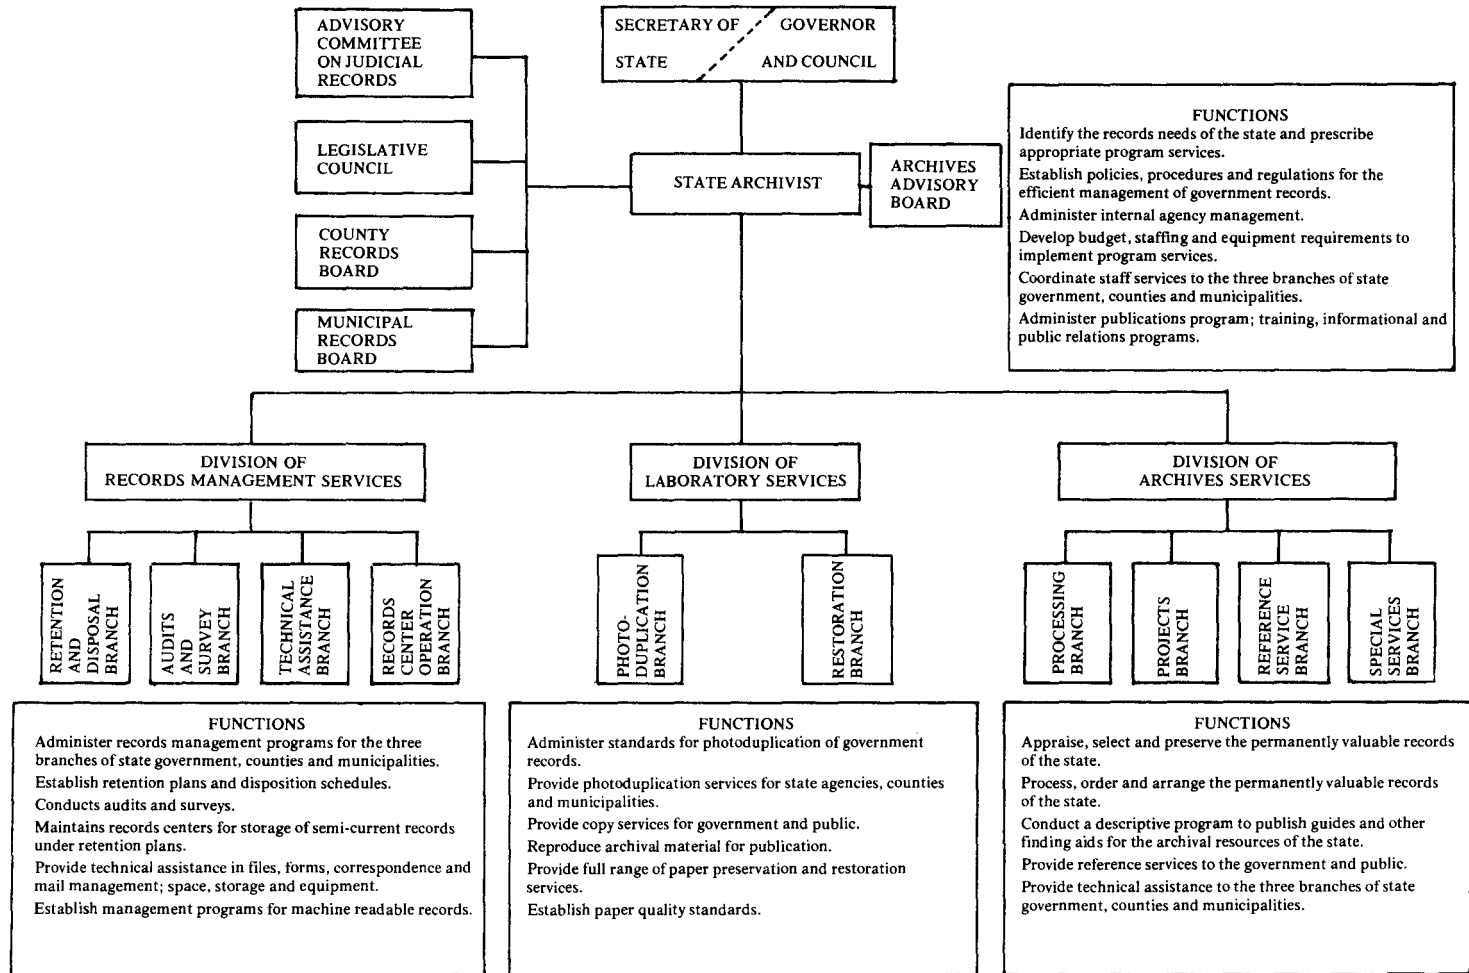 ADVISORY
COMMITTEE
ON JUDICIAL
RECORDS
SECRETARY OF
STATE
GOVERNOR
AND COUNCIL
LEGISLATIVE
COUNCIL
STATE ARCHIVIST
ARCHIVES
ADVISORY
BOARD
COUNTY
RECORDS
BOARD
MUNICIPAL
RECORDS
BOARD
FUNCTIONS
Identify the records needs of the state and prescribe
appropriate program services.
Establish policies, procedures and regulations for the
efficient management of government records.
Administer internal agency management.
Develop budget, staffing and equipment requirements to
implement program services.
Coordinate staff services to the three branches of state
government, counties and municipalities.
Administer publications program; training, informational and
public relations programs.
DIVISION OF
RECORDS MANAGEMENT SERVICES
DIVISION OF
LABORATORY SERVICES
DIVISION OF
ARCHIVES SERVICES
RETENTION
AND
DISPOSAL
BRANCH
AUDITS
AND
SURVEY
BRANCH
TECHNICAL
ASSISTANCE
BRANCH
RECORDS
CENTER
OPERATION
BRANCH
PHOTO-
DUPLICATION
BRANCH
RESTORATION
BRANCH
PROCESSING
BRANCH
PROJECTS
BRANCH
REFERENCE
SERVICE
BRANCH
SPECIAL
SERVICES
BRANCH
FUNCTIONS
Administer records management programs for the three
branches of state government, counties and municipalities.
Establish retention plans and disposition schedules.
Conducts audits and surveys.
Maintains records centers for storage of semi-current records
under retention plans.
Provide technical assistance in files, forms, correspondence and
mail management; space, storage and equipment.
Establish management programs for machine readable records.
FUNCTIONS
Administer standards for photoduplication of government
records.
Provide photoduplication services for state agencies, counties
and municipalities.
Provide copy services for government and public.
Reproduce archival material for publication.
Provide full range of paper preservation and restoration
services.
Establish paper quality standards.
FUNCTIONS
Appraise, select and preserve the permanently valuable records
of the state.
Process, order and arrange the permanently valuable records
of the state.
Conduct a descriptive program to publish guides and other
finding aids for the archival resources of the state.
Provide reference services to the government and public.
Provide technical assistance to the three branches of state
government, counties and municipalities.